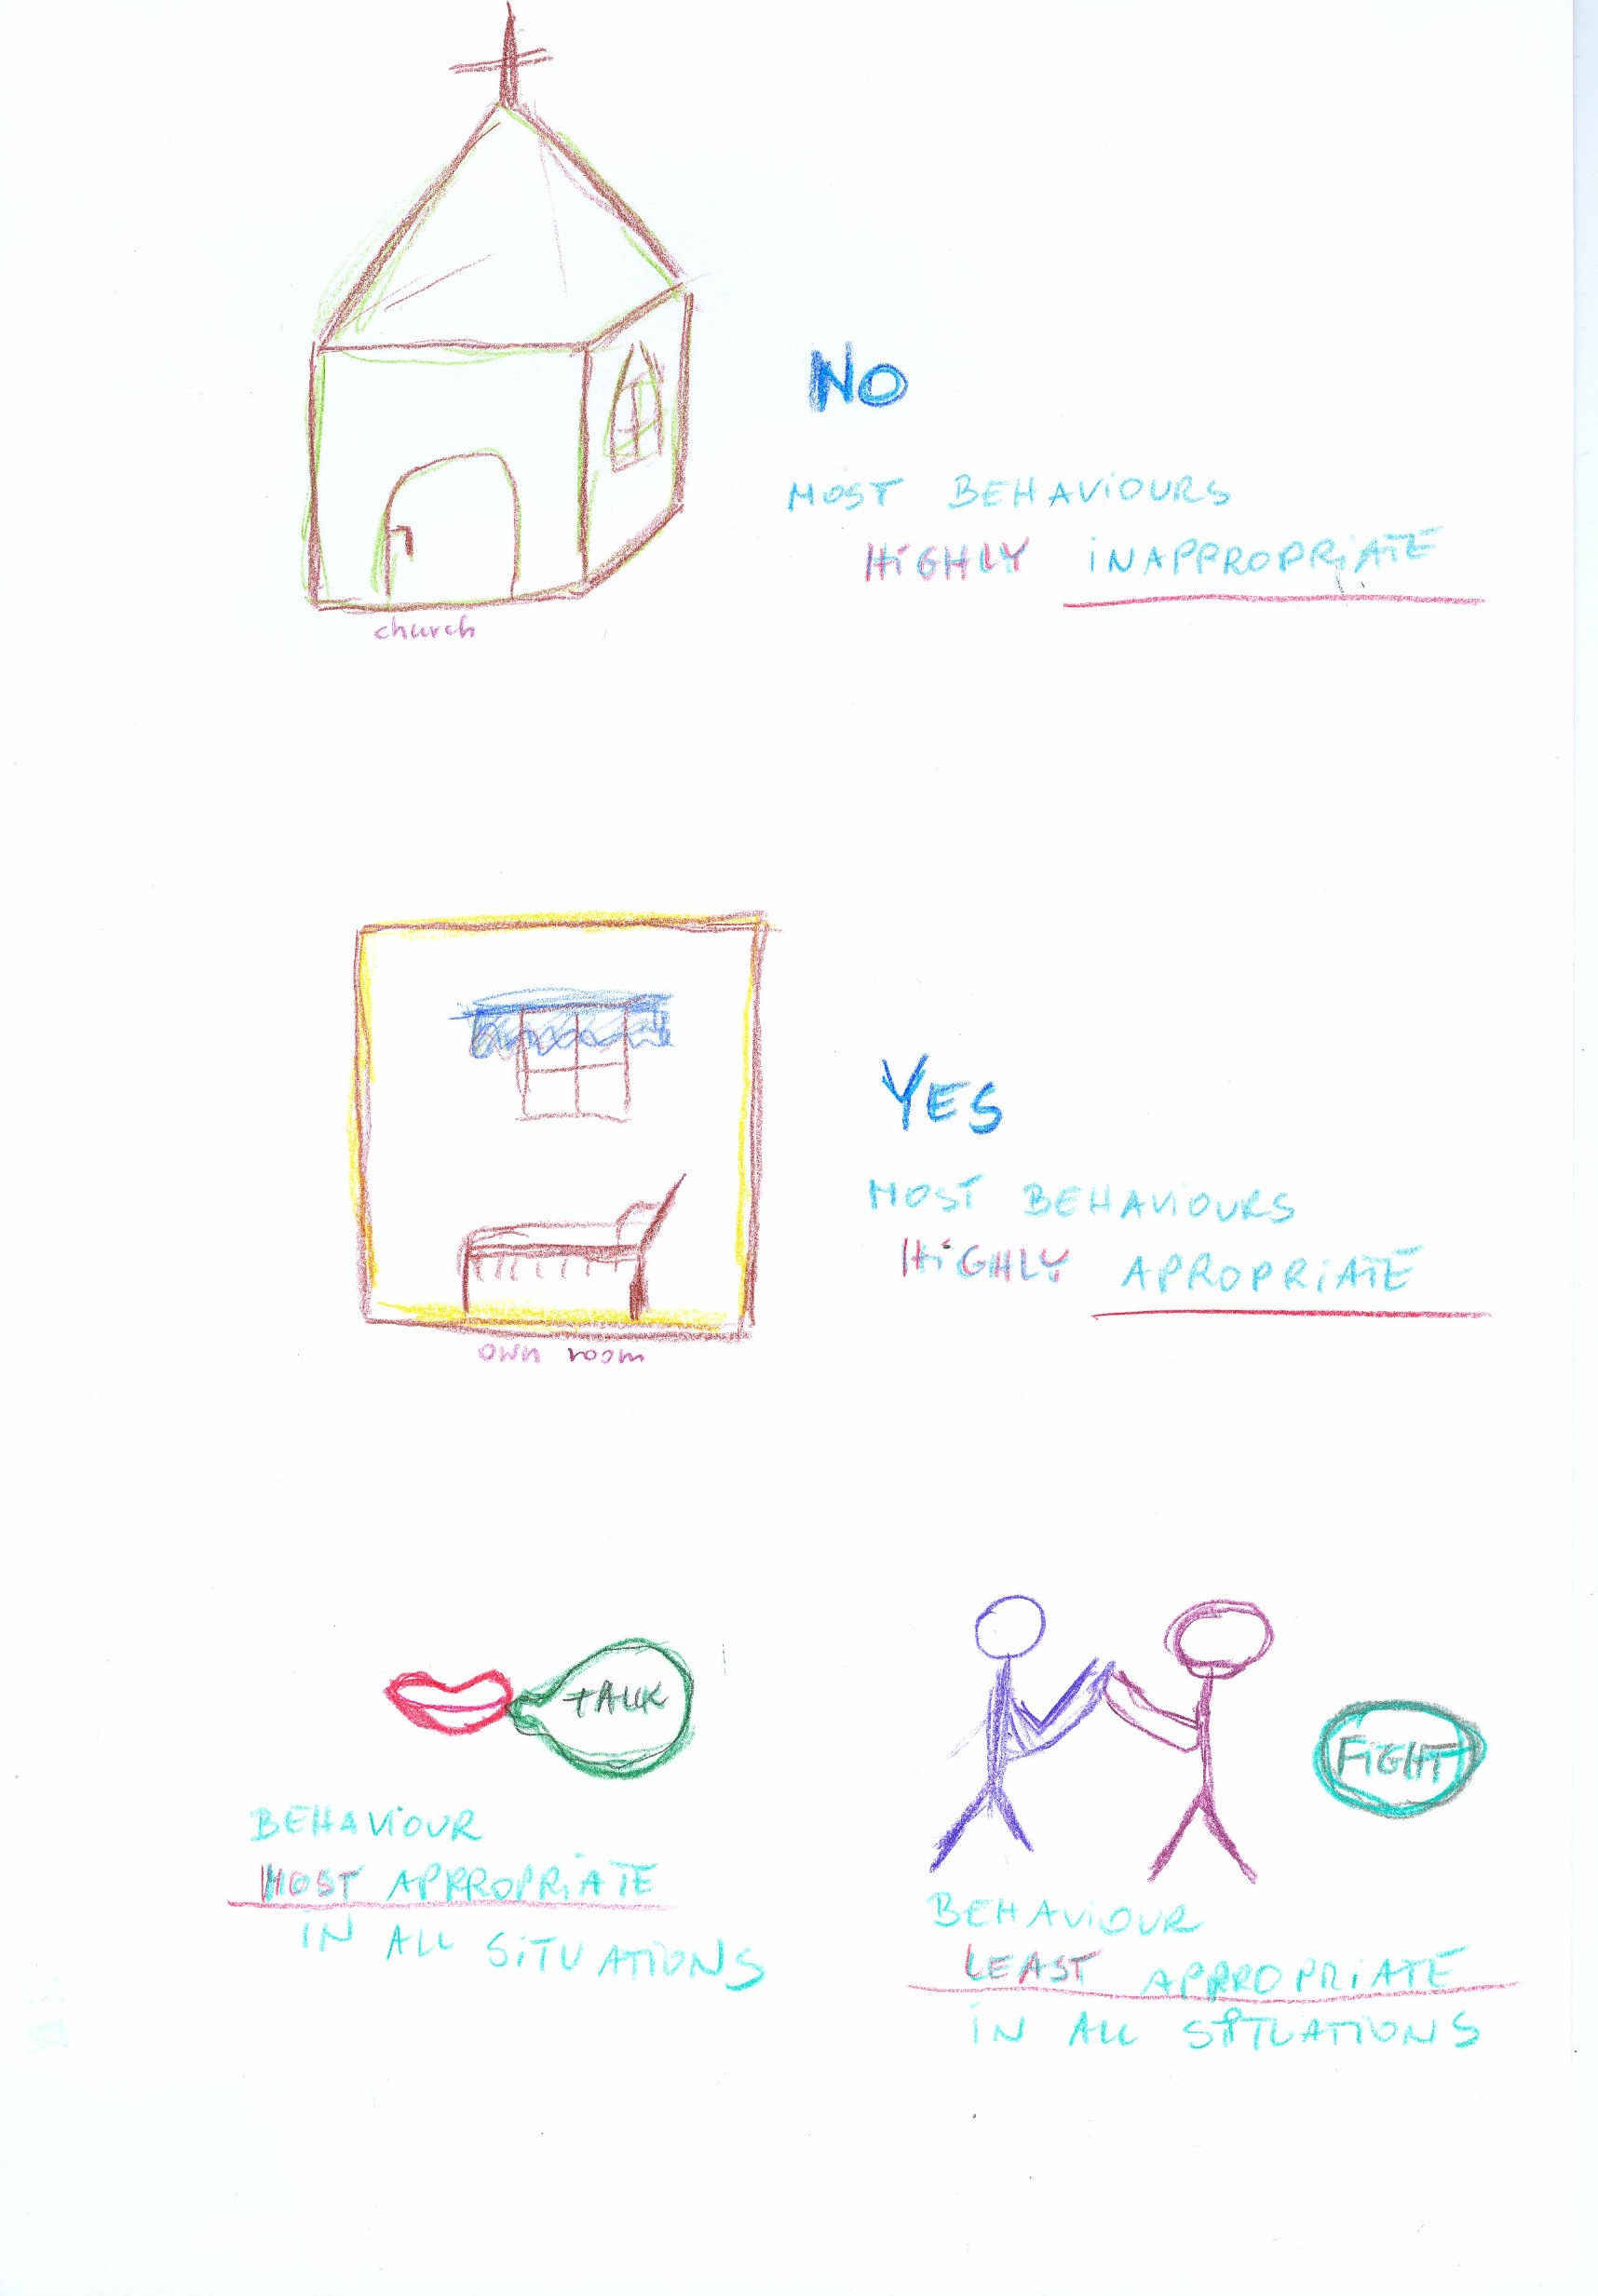 NO
MOST BEHAVIOURS
HIGHLY INAPPROPRIATE
church
YES
MOST BEHAVIOURS
HIGHLY APROPRIATE
own room
TALK
FIGHT
BEHAVIOUR
MOST APPROPRIATE
IN ALL SITUATIONS
BEHAVIOUR
LEAST APPROPRIATE
IN ALL SITUATIONS